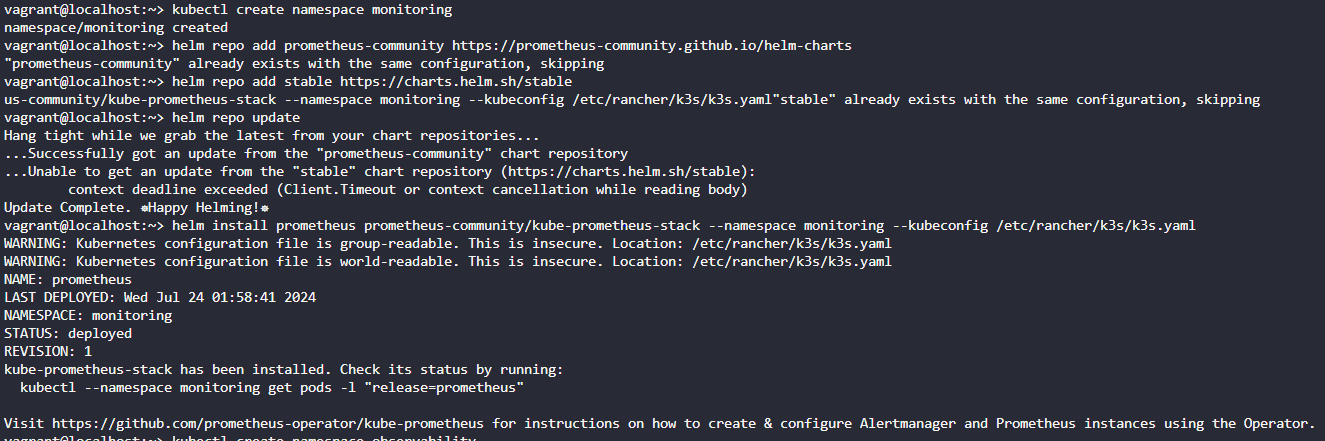 vagrant@localhost:~> kubectl create namespace monitoring
namespace/monitoring created
vagrant@localhost:~> helm repo add prometheus-community https://prometheus-community.github.io/helm-charts
"prometheus-community" already exists with the same configuration, skipping
vagrant@localhost:~> helm repo add stable https://charts.helm.sh/stable
us-community/kube-prometheus-stack --namespace monitoring --kubeconfig /etc/rancher/k3s/k3s.yaml"stable" already exists with the same configuration, skipping
vagrant@localhost:~> helm repo update
Hang tight while we grab the latest from your chart repositories...
...Successfully got an update from the "prometheus-community" chart repository
...Unable to get an update from the "stable" chart repository (https://charts.helm.sh/stable):
        context deadline exceeded (Client.Timeout or context cancellation while reading body)
Update Complete. ⎈Happy Helming!⎈
vagrant@localhost:~> helm install prometheus prometheus-community/kube-prometheus-stack --namespace monitoring --kubeconfig /etc/rancher/k3s/k3s.yaml
WARNING: Kubernetes configuration file is group-readable. This is insecure. Location: /etc/rancher/k3s/k3s.yaml
WARNING: Kubernetes configuration file is world-readable. This is insecure. Location: /etc/rancher/k3s/k3s.yaml
NAME: prometheus
LAST DEPLOYED: Wed Jul 24 01:58:41 2024
NAMESPACE: monitoring
STATUS: deployed
REVISION: 1
kube-prometheus-stack has been installed. Check its status by running:
  kubectl --namespace monitoring get pods -l "release=prometheus"

Visit https://github.com/prometheus-operator/kube-prometheus for instructions on how to create & configure Alertmanager and Prometheus instances using the Operator.
vagrant@localhost:~> kubectl create namespace observability